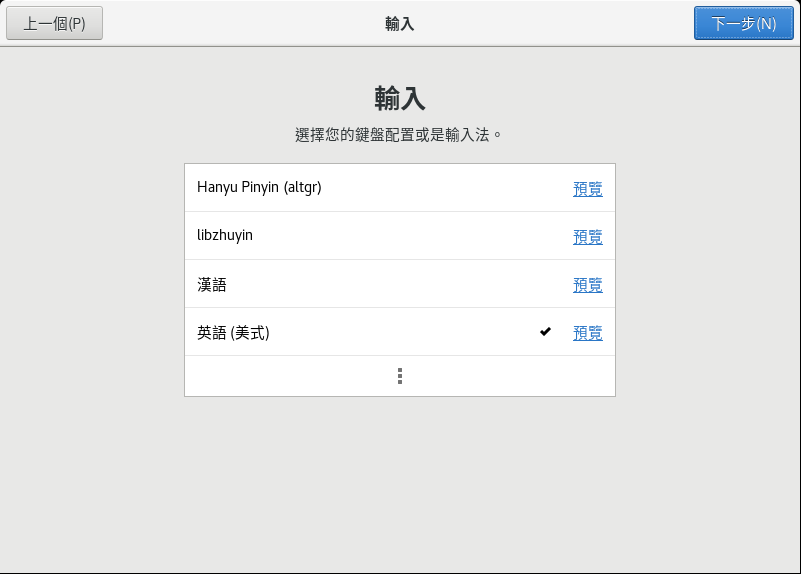 上一個(P)
輸入
下一步(N)
輸入
選擇您的鍵盤配置或是輸入法。
Hanyu Pinyin (altgr)
預覽
libzhuyin
預覽
漢語
預覽
英語 (美式)
預覽